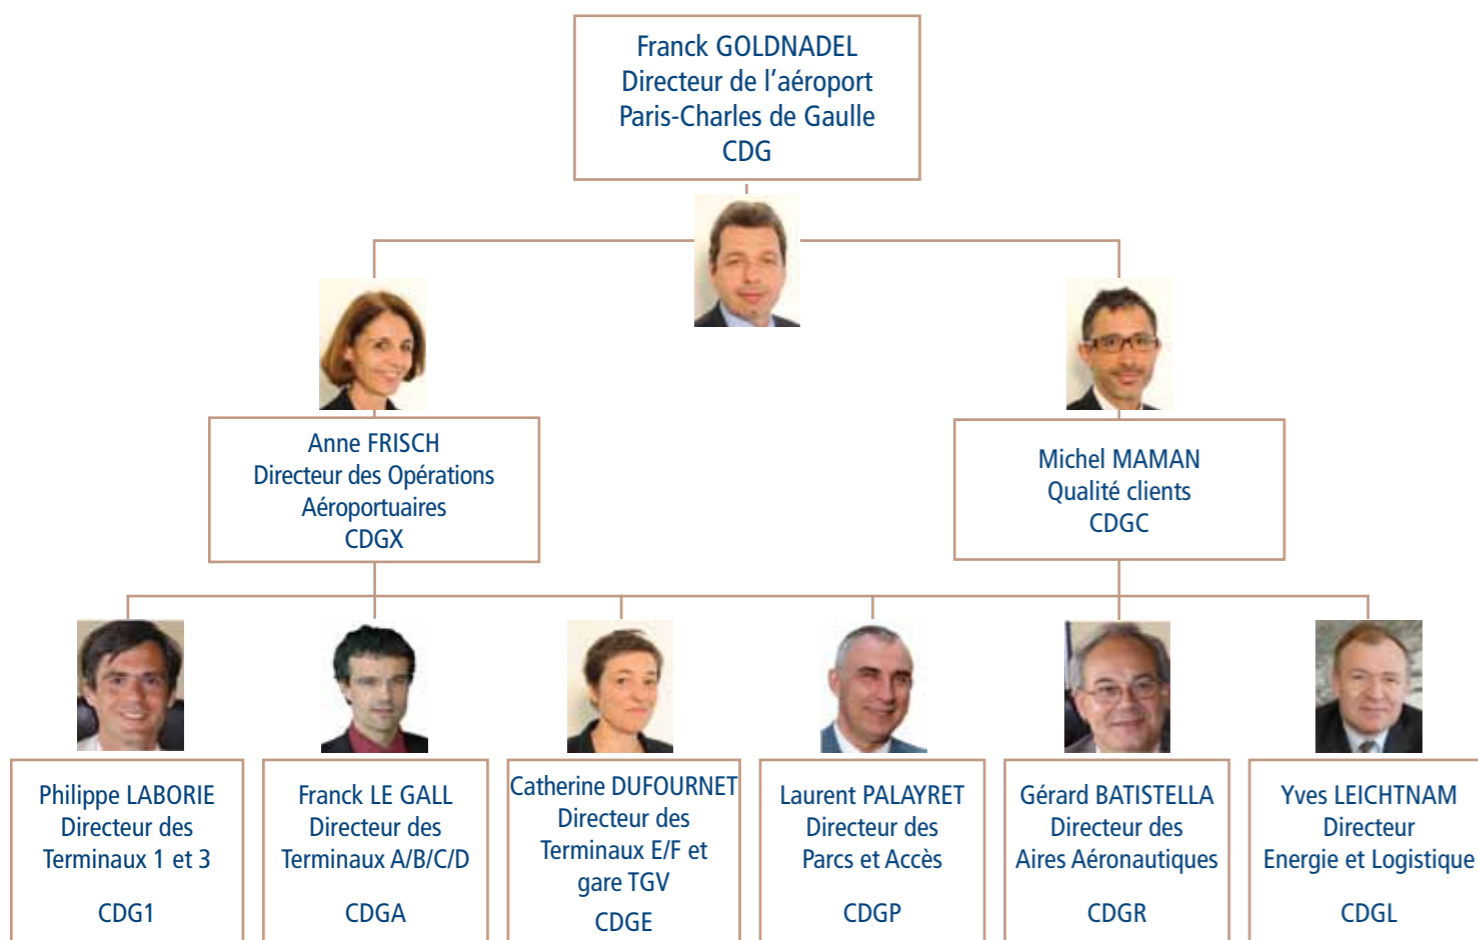 Franck GOLDNADEL
Directeur de l’aéroport
Paris-Charles de Gaulle
CDG
Anne FRISCH
Directeur des Opérations
Aéroportuaires
CDGX
Michel MAMAN
Qualité clients
CDGC
Philippe LABORIE
Directeur des
Terminaux 1 et 3
CDG1
Franck LE GALL
Directeur des
Terminaux A/B/C/D
CDGA
Catherine DUFOURNET
Directeur des
Terminaux E/F et
gare TGV
CDGE
Laurent PALAYRET
Directeur des
Parcs et Accès
CDGP
Gérard BATISTELLA
Directeur des
Aires Aéronautiques
CDGR
Yves LEICHTNAM
Directeur
Energie et Logistique
CDGL